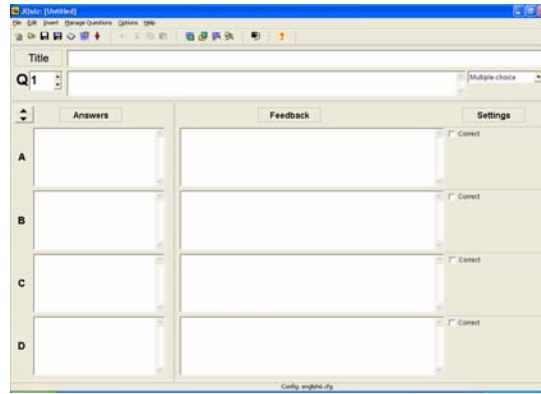 JQuiz: [Untitled]
File Edit Insert Manage Questions Options Help
Title
Q 1 Multiple-choice
Answers Feedback Settings
A Correct
B Correct
C Correct
D Correct
Config: english6.cfg